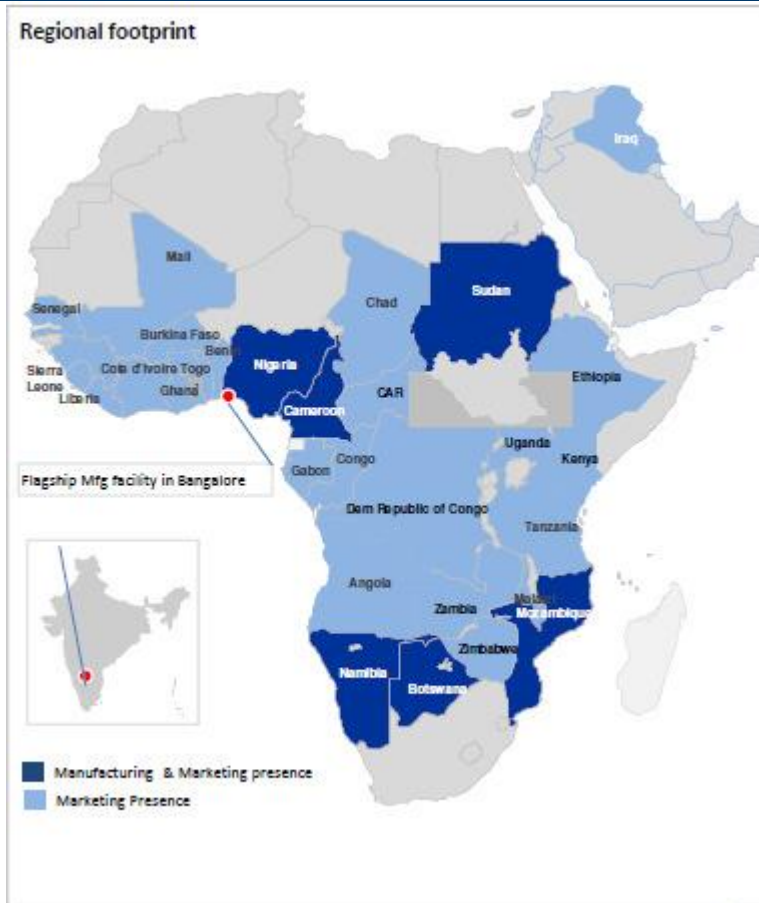 Regional footprint
Iraq
Mali
Sudan
Chad
Senegal
Burkina Faso
Benin
Nigeria
Cote d'Ivoire Togo
Sierra
Leone
Ghana
Liberia
Ethiopia
CAR
Cameroon
Uganda
Congo
Kenya
Gabon
Flagship Mfg facility in Bangalore
Dem Republic of Congo
Tanzania
Angola
Malawi
Zambia
Mozambique
Zimbabwe
Namibia
Botswana
Manufacturing & Marketing presence
Marketing Presence